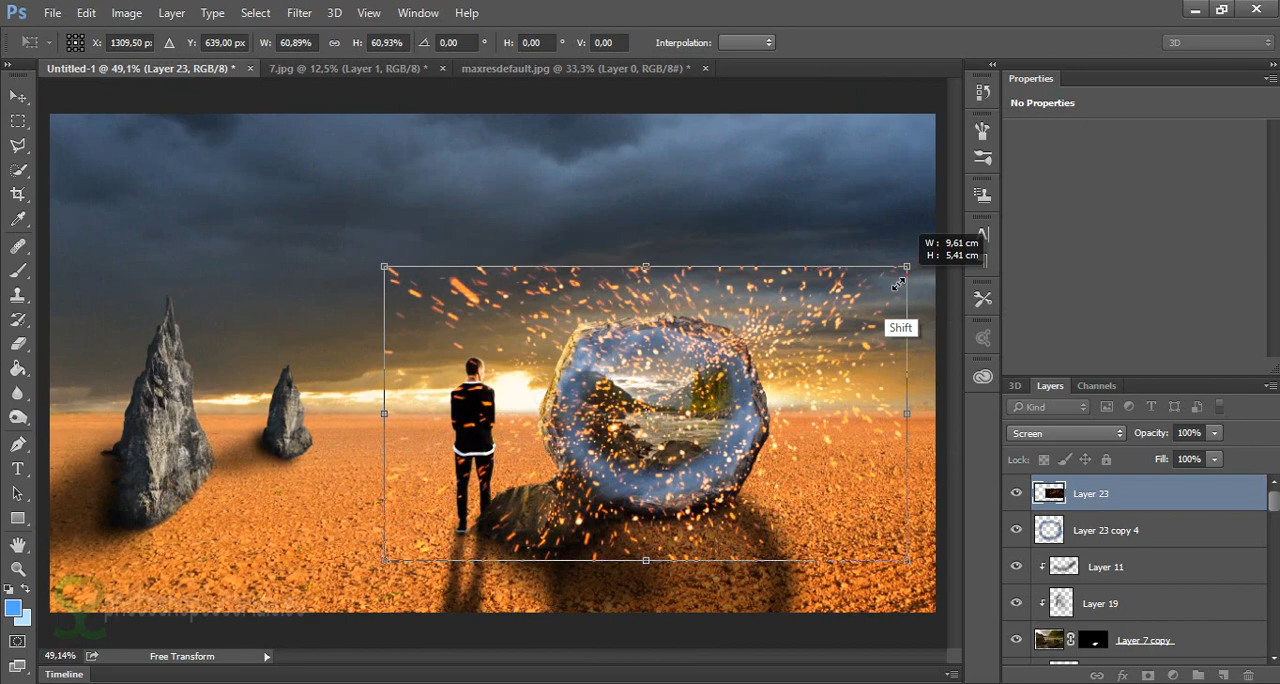 Ps File Edit Image Layer Type Select Filter 3D View Window Help
X: 1309,50 px Y: 639,00 px W: 60,89% H: 60,93% 0,00 ° H: 0,00 ° V: 0,00 ° Interpolation: 3D
Untitled-1 @ 49,1% (Layer 23, RGB/8) * × 7.jpg @ 12,5% (Layer 1, RGB/8) * × maxresdefault.jpg @ 33,3% (Layer 0, RGB/8#) * ×
Properties
No Properties
W: 9,61 cm
H: 5,41 cm
Shift
3D Layers Channels
Kind
Screen Opacity: 100%
Lock: Fill: 100%
Layer 23
Layer 23 copy 4
Layer 11
Layer 19
Layer 7 copy
49,14% Free Transform
Timeline